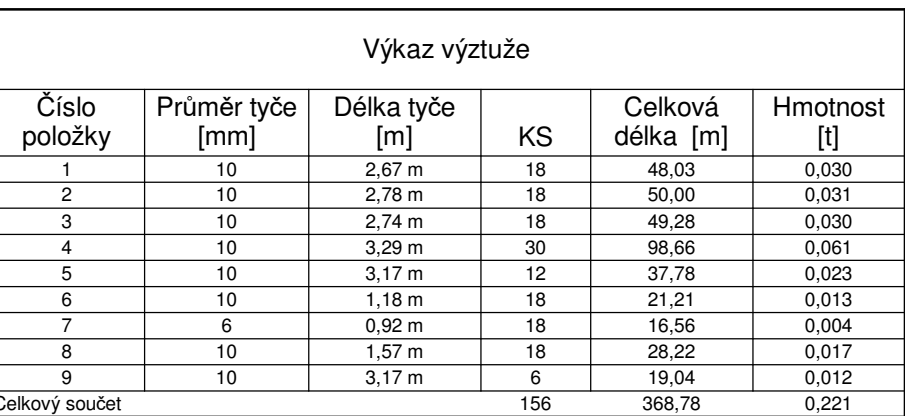 Výkaz výztuže
Číslo položky Průměr tyče [mm] Délka tyče [m] KS Celková délka [m] Hmotnost [t]
1 10 2,67 m 18 48,03 0,030
2 10 2,78 m 18 50,00 0,031
3 10 2,74 m 18 49,28 0,030
4 10 3,29 m 30 98,66 0,061
5 10 3,17 m 12 37,78 0,023
6 10 1,18 m 18 21,21 0,013
7 6 0,92 m 18 16,56 0,004
8 10 1,57 m 18 28,22 0,017
9 10 3,17 m 6 19,04 0,012
Celkový součet 156 368,78 0,221